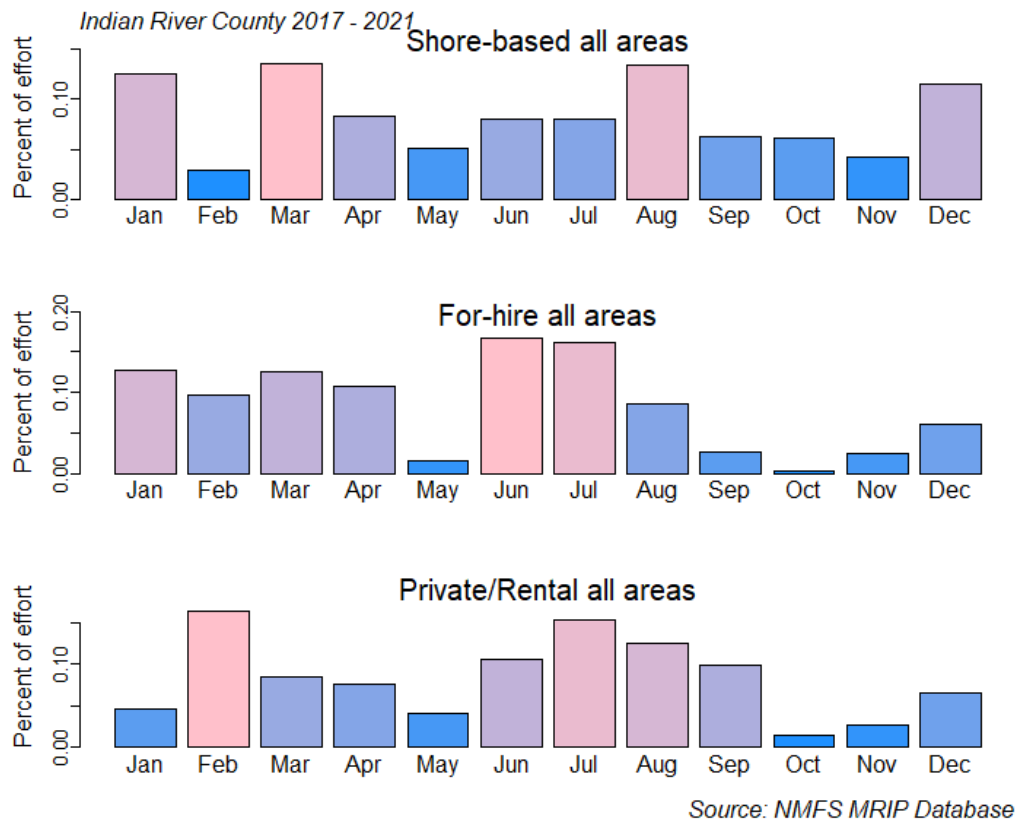 Indian River County 2017 - 2021
Shore-based all areas
Percent of effort
0.10
0.00
Jan Feb Mar Apr May Jun Jul Aug Sep Oct Nov Dec
For-hire all areas
Percent of effort
0.20
0.10
0.00
Jan Feb Mar Apr May Jun Jul Aug Sep Oct Nov Dec
Private/Rental all areas
Percent of effort
0.10
0.00
Jan Feb Mar Apr May Jun Jul Aug Sep Oct Nov Dec
Source: NMFS MRIP Database